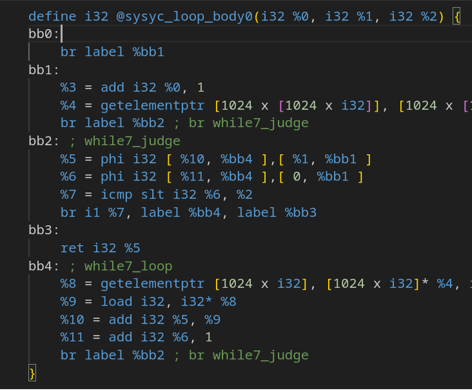 define i32 @sysyc_loop_body0(i32 %0, i32 %1, i32 %2) {
bb0:
    br label %bb1
bb1:
    %3 = add i32 %0, 1
    %4 = getelementptr [1024 x [1024 x i32]], [1024 x [
    br label %bb2 ; br while7_judge
bb2: ; while7_judge
    %5 = phi i32 [ %10, %bb4 ],[ %1, %bb1 ]
    %6 = phi i32 [ %11, %bb4 ],[ 0, %bb1 ]
    %7 = icmp slt i32 %6, %2
    br i1 %7, label %bb4, label %bb3
bb3:
    ret i32 %5
bb4: ; while7_loop
    %8 = getelementptr [1024 x i32], [1024 x i32]* %4, i
    %9 = load i32, i32* %8
    %10 = add i32 %5, %9
    %11 = add i32 %6, 1
    br label %bb2 ; br while7_judge
}